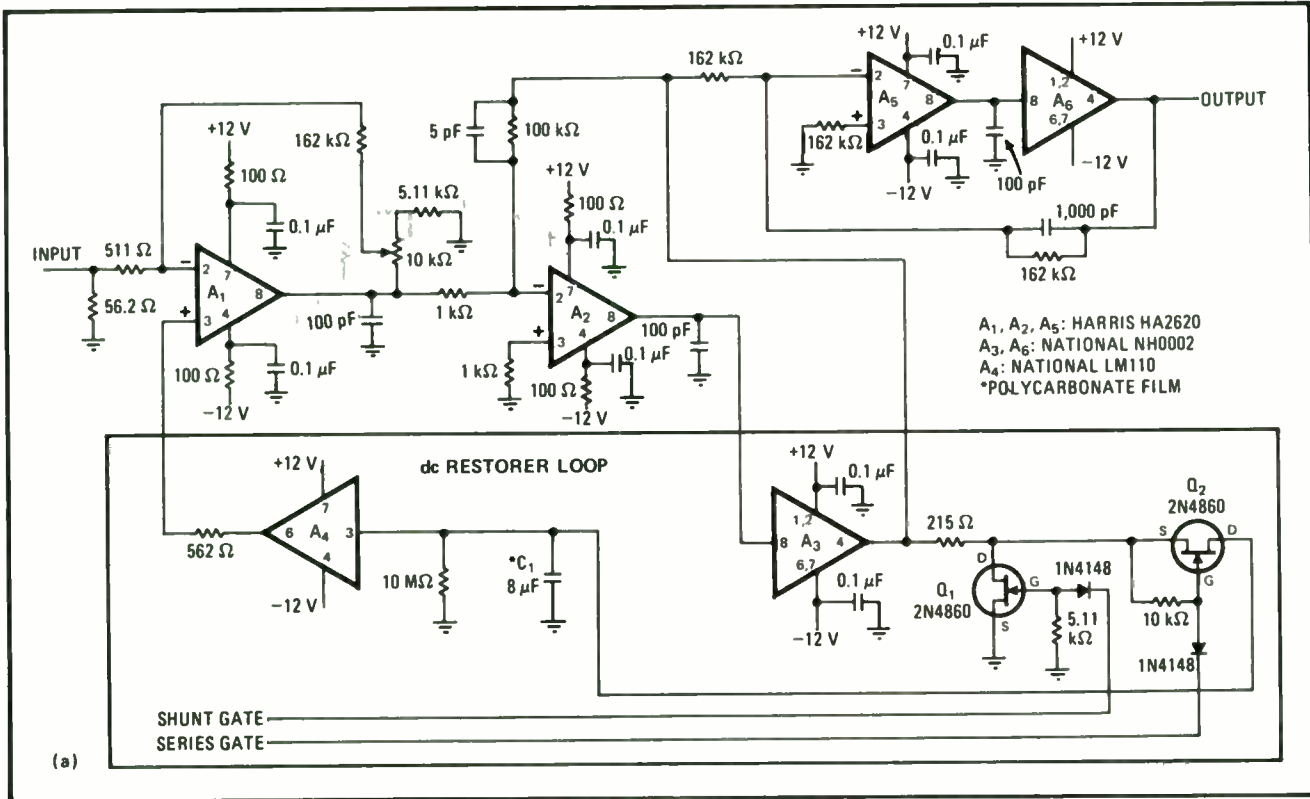 +12 V
0.1 µF
+12 V
162 kΩ
2
7
A5
8
3
4
1,2
8
A6
4
6,7
OUTPUT
5 pF
100 kΩ
162 kΩ
0.1 µF
-12 V
100 pF
-12 V
+12 V
162 kΩ
100 Ω
5.11 kΩ
+12 V
100 Ω
0.1 µF
1,000 pF
162 kΩ
0.1 µF
INPUT
511 Ω
10 kΩ
2
7
A1
8
3
4
56.2 Ω
100 pF
1 kΩ
2
7
A2
8
3
4
100 pF
100 Ω
0.1 µF
-12 V
1 kΩ
0.1 µF
100 Ω
-12 V
A1, A2, A5: HARRIS HA2620
A3, A6: NATIONAL NH0002
A4: NATIONAL LM110
*POLYCARBONATE FILM
dc RESTORER LOOP
+12 V
7
6
A4
3
4
562 Ω
-12 V
10 MΩ
*C1
8 µF
+12 V
0.1 µF
1,2
8
A3
4
6,7
0.1 µF
-12 V
215 Ω
D
Q1
2N4860
G
S
1N4148
5.11
kΩ
Q2
2N4860
S
D
G
10 kΩ
1N4148
SHUNT GATE
SERIES GATE
(a)